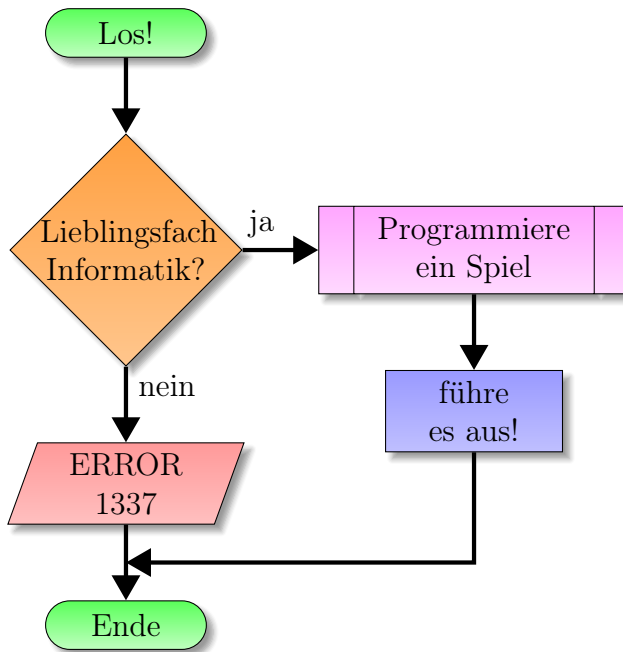 Los!
Lieblingsfach
Informatik?
ja
Programmiere
ein Spiel
nein
führe
es aus!
ERROR
1337
Ende